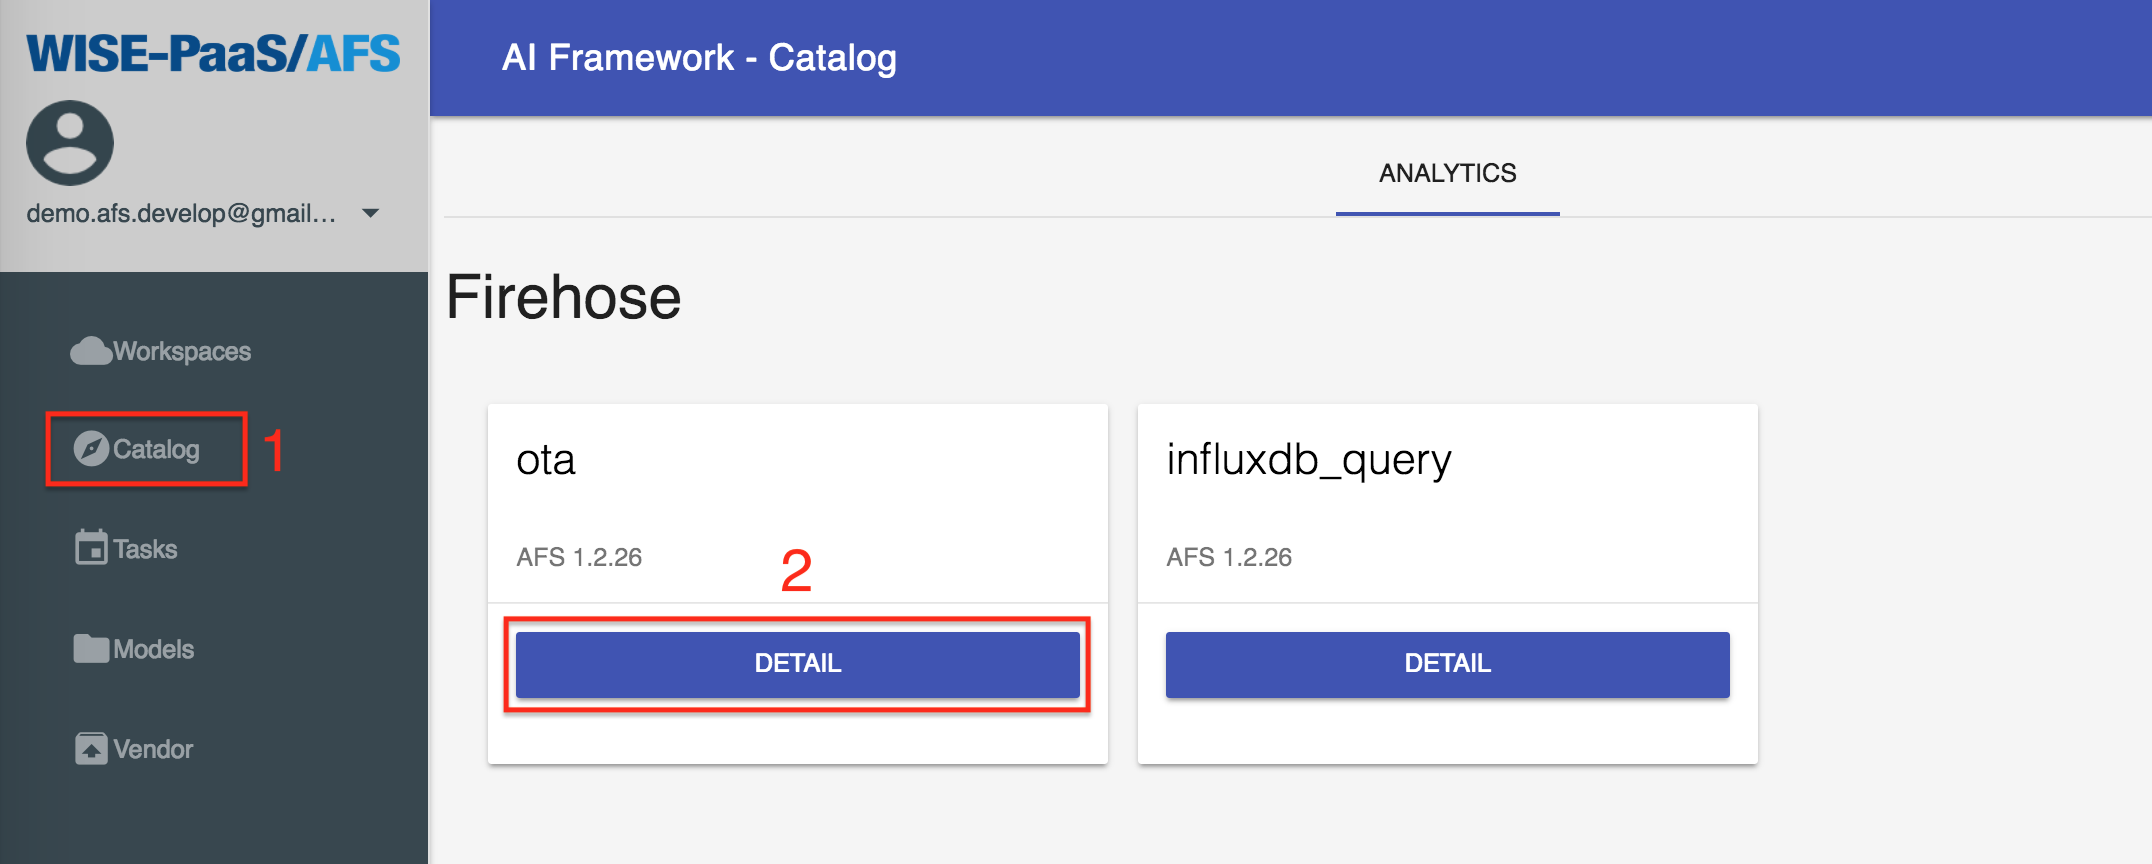 WISE-PaaS/AFS
demo.afs.develop@gmail...
Workspaces
Catalog
1
Tasks
Models
Vendor
AI Framework - Catalog
ANALYTICS
Firehose
ota
AFS 1.2.26
2
DETAIL
influxdb_query
AFS 1.2.26
DETAIL